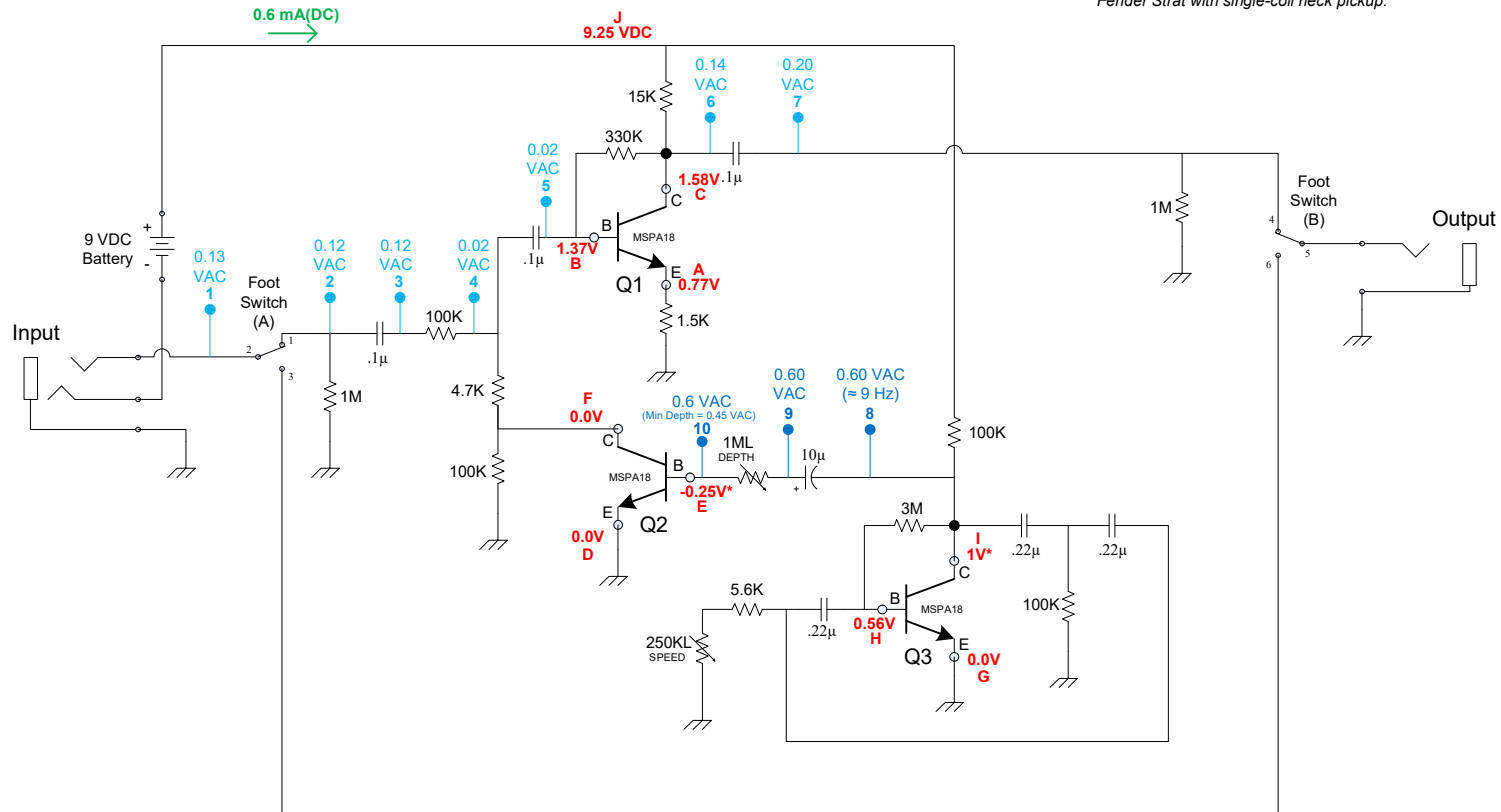 Fender Strat with single-coil neck pickup.
0.6 mA(DC)
J
9.25 VDC
0.14
VAC
6
0.20
VAC
7
15K
330K
0.02
VAC
5
.1µ
1.58V
C
C
B
MSPA18
1.37V
B
.1µ
E
A
0.77V
Q1
1.5K
9 VDC
Battery
+
-
0.13
VAC
1
Foot
Switch
(A)
0.12
VAC
2
0.12
VAC
3
0.02
VAC
4
100K
.1µ
Input
2
1
3
1M
4.7K
100K
F
0.0V
C
MSPA18
B
E
Q2
0.0V
D
0.6 VAC
(Min Depth = 0.45 VAC)
10
-0.25V*
E
1ML
DEPTH
0.60
VAC
9
10µ
+
0.60 VAC
(≈ 9 Hz)
8
100K
3M
I
1V*
C
B
MSPA18
0.56V
H
E
Q3
0.0V
G
.22µ
.22µ
100K
5.6K
.22µ
250KL
SPEED
1M
Foot
Switch
(B)
4
5
6
Output